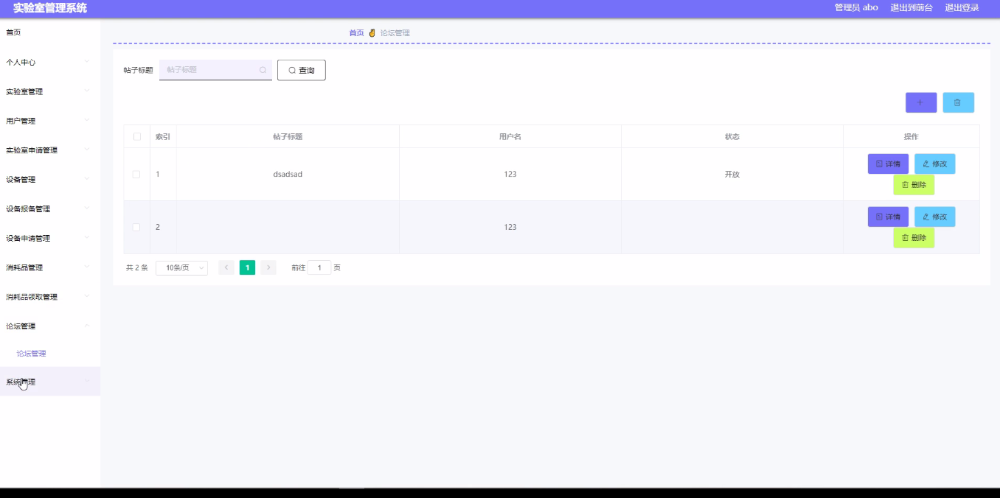 实验室管理系统
管理员 abo 退出到前台 退出登录
首页
个人中心
实验室管理
用户管理
实验室申请管理
设备管理
设备报备管理
设备申请管理
消耗品管理
消耗品领取管理
论坛管理
论坛管理
系统管理
首页 论坛管理
帖子标题 帖子标题 查询
索引 帖子标题 用户名 状态 操作
1 dsadsad 123 开放 详情 修改
删除
2 123 详情 修改
删除
共 2 条 10条/页 1 前往 1 页